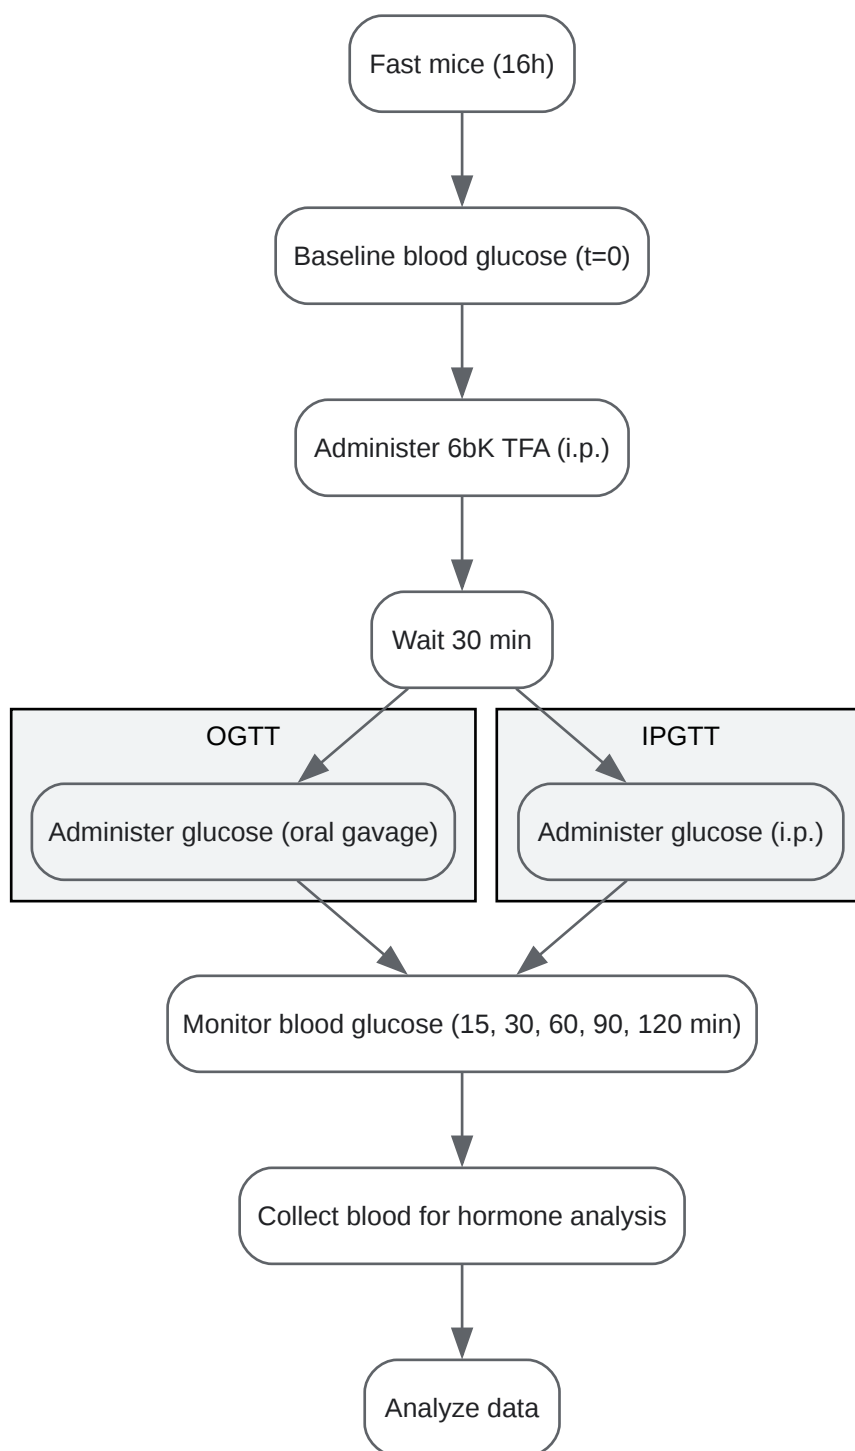 Fast mice (16h)
Baseline blood glucose (t=0)
Administer 6bK TFA (i.p.)
Wait 30 min
OGTT
IPGTT
Administer glucose (oral gavage)
Administer glucose (i.p.)
Monitor blood glucose (15, 30, 60, 90, 120 min)
Collect blood for hormone analysis
Analyze data